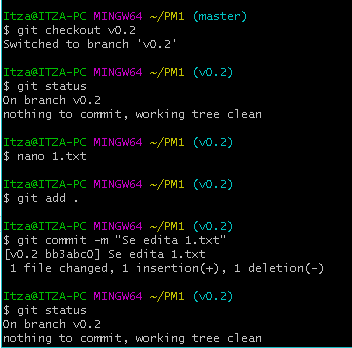 Itza@ITZA-PC MINGW64 ~/PM1 (master)
$ git checkout v0.2
Switched to branch 'v0.2'
Itza@ITZA-PC MINGW64 ~/PM1 (v0.2)
$ git status
On branch v0.2
nothing to commit, working tree clean
Itza@ITZA-PC MINGW64 ~/PM1 (v0.2)
$ nano 1.txt
Itza@ITZA-PC MINGW64 ~/PM1 (v0.2)
$ git add .
Itza@ITZA-PC MINGW64 ~/PM1 (v0.2)
$ git commit -m "Se edita 1.txt"
[v0.2 bb3abc0] Se edita 1.txt
1 file changed, 1 insertion(+), 1 deletion(-)
Itza@ITZA-PC MINGW64 ~/PM1 (v0.2)
$ git status
On branch v0.2
nothing to commit, working tree clean